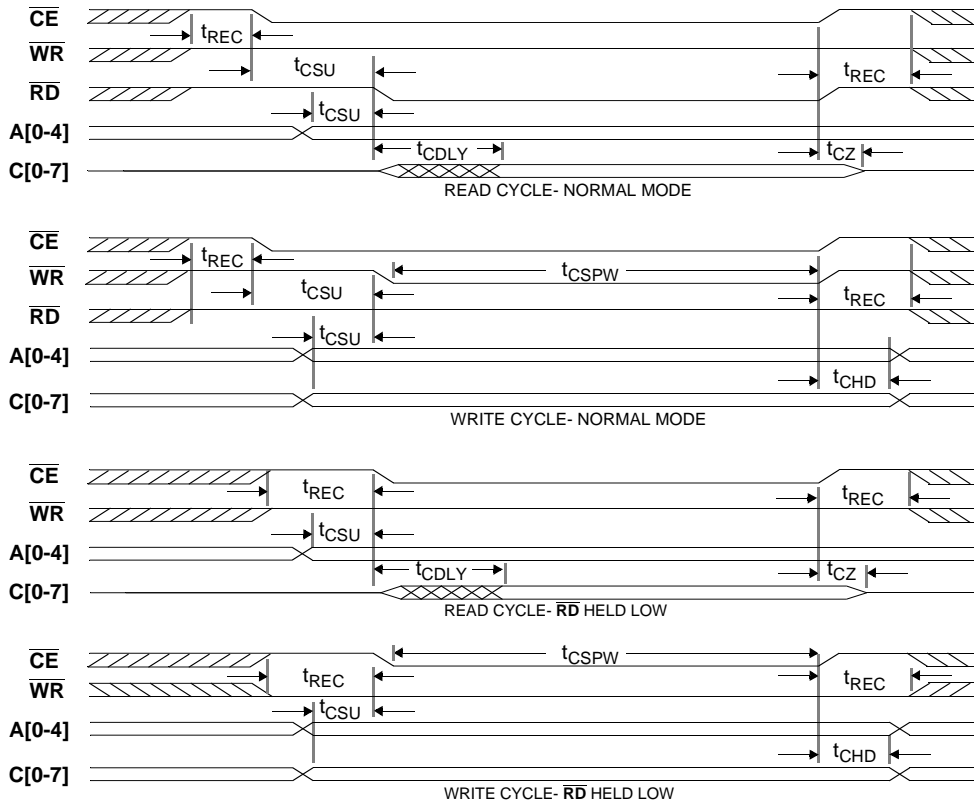 CE
tREC
WR
tCSU
tREC
RD
tCSU
A[0-4]
tCDLY
tCZ
C[0-7]
READ CYCLE- NORMAL MODE
CE
tREC
WR
tCSPW
tCSU
tREC
RD
tCSU
A[0-4]
tCHD
C[0-7]
WRITE CYCLE- NORMAL MODE
CE
tREC
tREC
WR
tCSU
A[0-4]
tCDLY
tCZ
C[0-7]
READ CYCLE- RD HELD LOW
CE
tCSPW
tREC
tREC
WR
tCSU
A[0-4]
tCHD
C[0-7]
WRITE CYCLE- RD HELD LOW